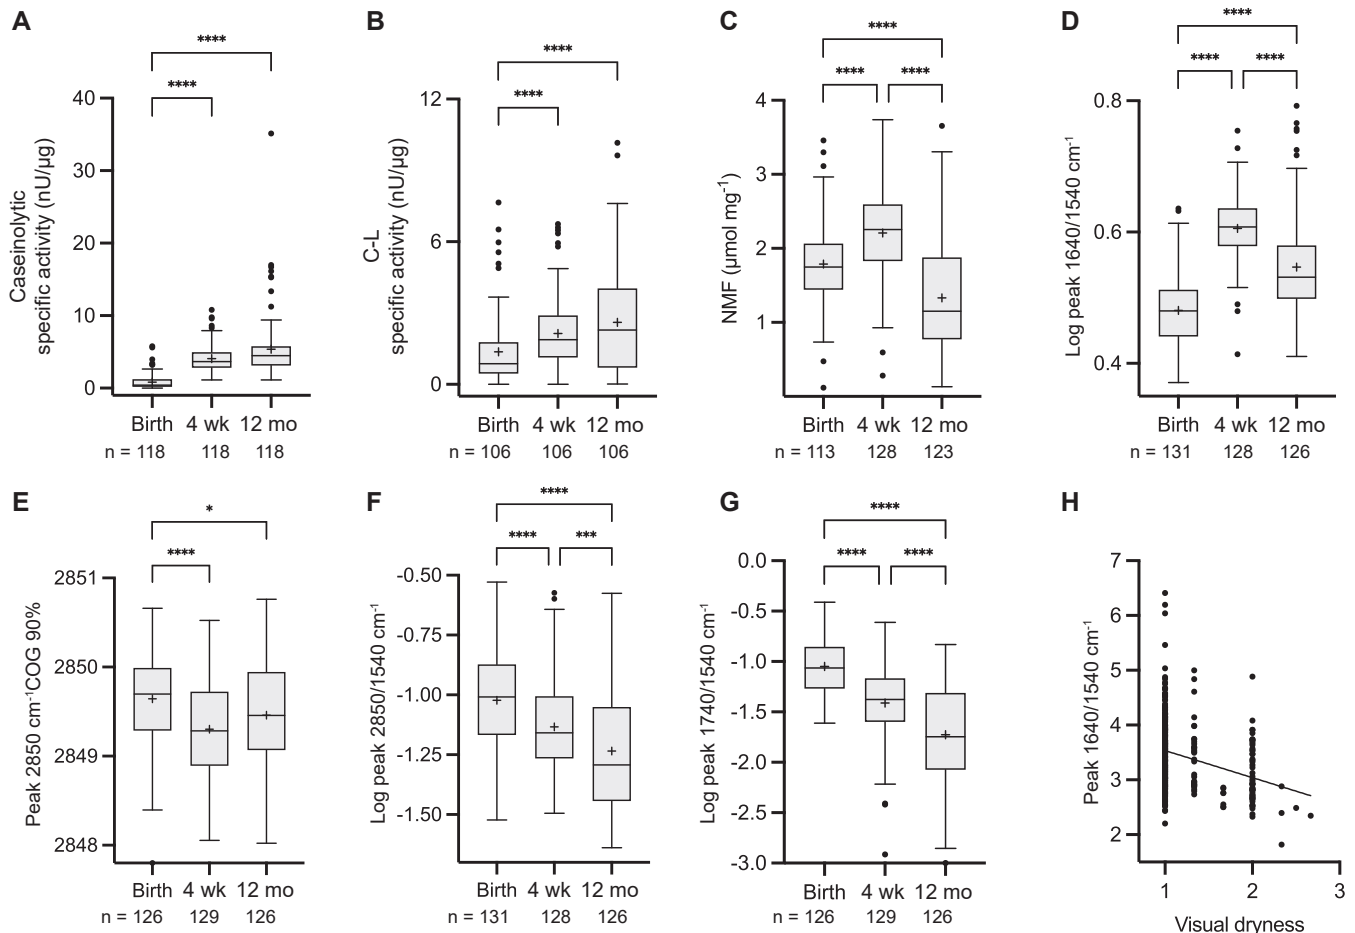 A
****
****
Caseinolytic
specific activity (nU/µg)
40
30
20
10
0
Birth 4 wk 12 mo
n = 118 118 118
B
****
****
C-L
specific activity (nU/µg)
12
6
0
Birth 4 wk 12 mo
n = 106 106 106
C
****
**** ****
NMF (µmol mg⁻¹)
4
3
2
1
Birth 4 wk 12 mo
n = 113 128 123
D
****
**** ****
Log peak 1640/1540 cm⁻¹
0.8
0.6
0.4
Birth 4 wk 12 mo
n = 131 128 126
E
*
****
Peak 2850 cm⁻¹COG 90%
2851
2850
2849
2848
Birth 4 wk 12 mo
n = 126 129 126
F
****
**** ***
Log peak 2850/1540 cm⁻¹
-0.50
-0.75
-1.00
-1.25
-1.50
Birth 4 wk 12 mo
n = 131 128 126
G
****
**** ****
Log peak 1740/1540 cm⁻¹
0.0
-0.5
-1.0
-1.5
-2.0
-2.5
-3.0
Birth 4 wk 12 mo
n = 126 129 126
H
Peak 1640/1540 cm⁻¹
7
6
5
4
3
2
1 2 3
Visual dryness